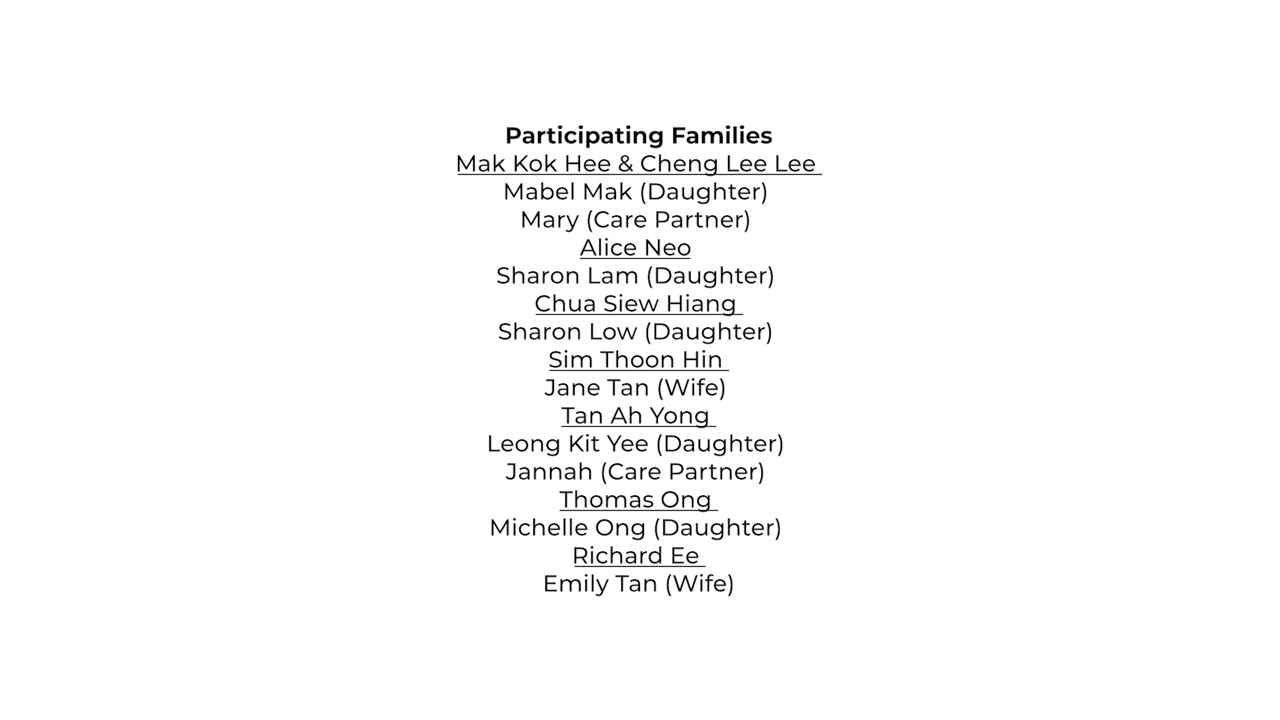 Participating Families
Mak Kok Hee & Cheng Lee Lee
Mabel Mak (Daughter)
Mary (Care Partner)
Alice Neo
Sharon Lam (Daughter)
Chua Siew Hiang
Sharon Low (Daughter)
Sim Thoon Hin
Jane Tan (Wife)
Tan Ah Yong
Leong Kit Yee (Daughter)
Jannah (Care Partner)
Thomas Ong
Michelle Ong (Daughter)
Richard Ee
Emily Tan (Wife)